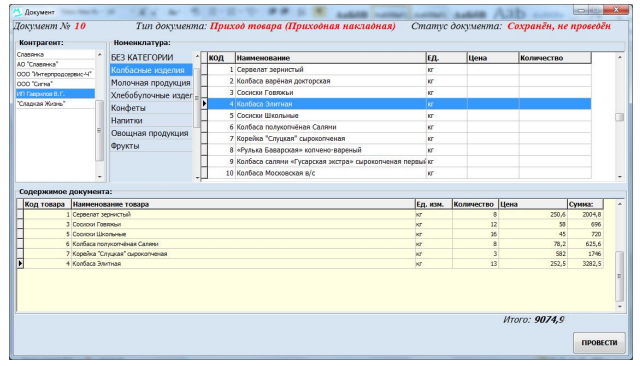 Документ
Документ № 10 Тип документа: Приход товара (Приходная накладная) Статус документа: Сохранён, не проведён
Контрагент:
Славянка
АО "Славянка"
ООО "Интерпродсервис-Ч"
ООО "Сигма"
ИП Гаврилов В.Г.
"Сладкая Жизнь"
Номенклатура:
БЕЗ КАТЕГОРИИ
Колбасные изделия
Молочная продукция
Хлебобулочные издел
Конфеты
Напитки
Овощная продукция
Фрукты
КОД Наименование ЕД. Цена Количество
1 Сервелат зернистый кг
2 Колбаса варёная докторская кг
3 Сосиски Говяжьи кг
4 Колбаса Элитная кг
5 Сосиски Школьные кг
6 Колбаса полукопчёная Салями кг
7 Корейка "Слуцкая" сырокопченая кг
8 «Рулька Баварская» копчено-вареный кг
9 Колбаса салями «Гусарская экстра» сырокопченая первый кг
10 Колбаса Московская в/с кг
Содержимое документа:
Код товара Наименование товара Ед. изм. Количество Цена Сумма:
1 Сервелат зернистый кг 8 250,6 2004,8
3 Сосиски Говяжьи кг 12 58 696
5 Сосиски Школьные кг 16 45 720
6 Колбаса полукопчёная Салями кг 8 78,2 625,6
7 Корейка "Слуцкая" сырокопченая кг 3 582 1746
4 Колбаса Элитная кг 13 252,5 3282,5
Итого: 9074,9
ПРОВЕСТИ